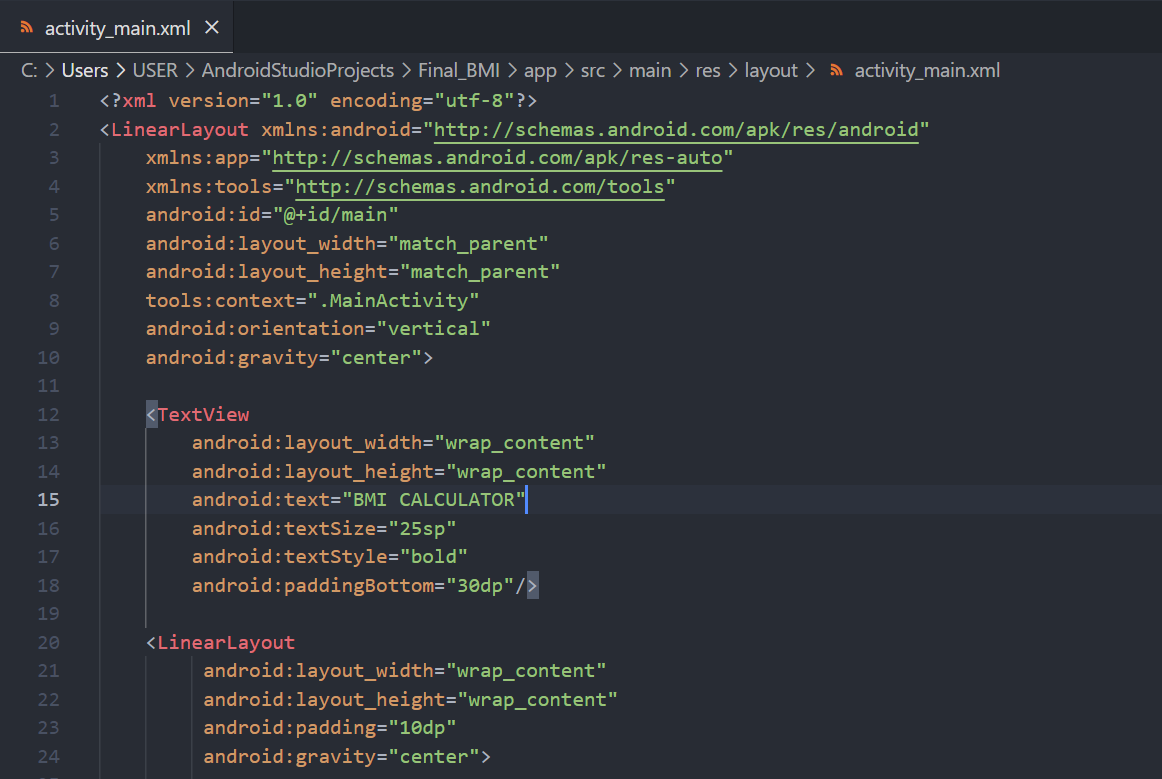 activity_main.xml
C: > Users > USER > AndroidStudioProjects > Final_BMI > app > src > main > res > layout > activity_main.xml
1 <?xml version="1.0" encoding="utf-8"?>
2 <LinearLayout xmlns:android="http://schemas.android.com/apk/res/android"
3 xmlns:app="http://schemas.android.com/apk/res-auto"
4 xmlns:tools="http://schemas.android.com/tools"
5 android:id="@+id/main"
6 android:layout_width="match_parent"
7 android:layout_height="match_parent"
8 tools:context=".MainActivity"
9 android:orientation="vertical"
10 android:gravity="center">
11
12 <TextView
13 android:layout_width="wrap_content"
14 android:layout_height="wrap_content"
15 android:text="BMI CALCULATOR"
16 android:textSize="25sp"
17 android:textStyle="bold"
18 android:paddingBottom="30dp"/>
19
20 <LinearLayout
21 android:layout_width="wrap_content"
22 android:layout_height="wrap_content"
23 android:padding="10dp"
24 android:gravity="center">